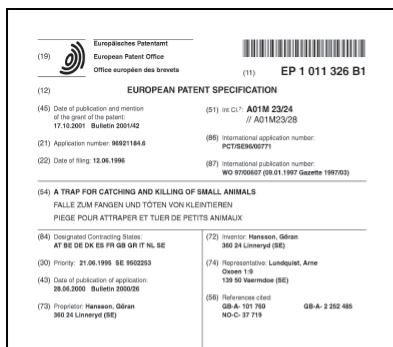 Europäisches Patentamt
(19) European Patent Office
Office européen des brevets
(11) EP 1 011 326 B1
(12) EUROPEAN PATENT SPECIFICATION
(45) Date of publication and mention
of the grant of the patent:
17.10.2001 Bulletin 2001/42
(21) Application number: 96921184.6
(22) Date of filing: 12.06.1996
(51) Int Cl.7: A01M 23/24
// A01M23/28
(86) International application number:
PCT/SE96/00771
(87) International publication number:
WO 97/00607 (09.01.1997 Gazette 1997/03)
(54) A TRAP FOR CATCHING AND KILLING OF SMALL ANIMALS
FALLE ZUM FANGEN UND TÖTEN VON KLEINTIEREN
PIEGE POUR ATTRAPER ET TUER DE PETITS ANIMAUX
(84) Designated Contracting States:
AT BE DE DK ES FR GB GR IT NL SE
(30) Priority: 21.06.1995 SE 9502253
(43) Date of publication of application:
28.06.2000 Bulletin 2000/26
(73) Proprietor: Hansson, Göran
360 24 Linneryd (SE)
(72) Inventor: Hansson, Göran
360 24 Linneryd (SE)
(74) Representative: Lundquist, Arne
Oxoen 1:9
139 50 Vaermdoe (SE)
(56) References cited:
GB-A- 101 760 GB-A- 2 252 485
NO-C- 37 719